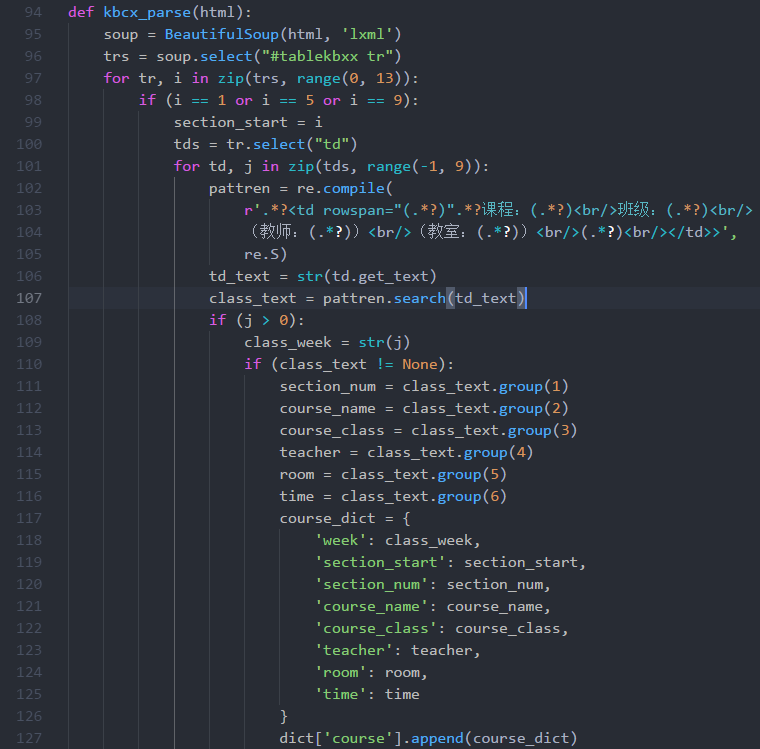 94 def kbcx_parse(html):
95     soup = BeautifulSoup(html, 'lxml')
96     trs = soup.select("#tablekbxx tr")
97     for tr, i in zip(trs, range(0, 13)):
98         if (i == 1 or i == 5 or i == 9):
99             section_start = i
100             tds = tr.select("td")
101             for td, j in zip(tds, range(-1, 9)):
102                 pattren = re.compile(
103                     r'.*?<td rowspan="(.*?)".*?课程：(.*?)<br/>班级：(.*?)<br/>
104                     （教师：(.*?)）<br/>（教室：(.*?)）<br/>(.*?)<br/></td>>',
105                     re.S)
106                 td_text = str(td.get_text)
107                 class_text = pattren.search(td_text)
108                 if (j > 0):
109                     class_week = str(j)
110                     if (class_text != None):
111                         section_num = class_text.group(1)
112                         course_name = class_text.group(2)
113                         course_class = class_text.group(3)
114                         teacher = class_text.group(4)
115                         room = class_text.group(5)
116                         time = class_text.group(6)
117                         course_dict = {
118                             'week': class_week,
119                             'section_start': section_start,
120                             'section_num': section_num,
121                             'course_name': course_name,
122                             'course_class': course_class,
123                             'teacher': teacher,
124                             'room': room,
125                             'time': time
126                         }
127                         dict['course'].append(course_dict)